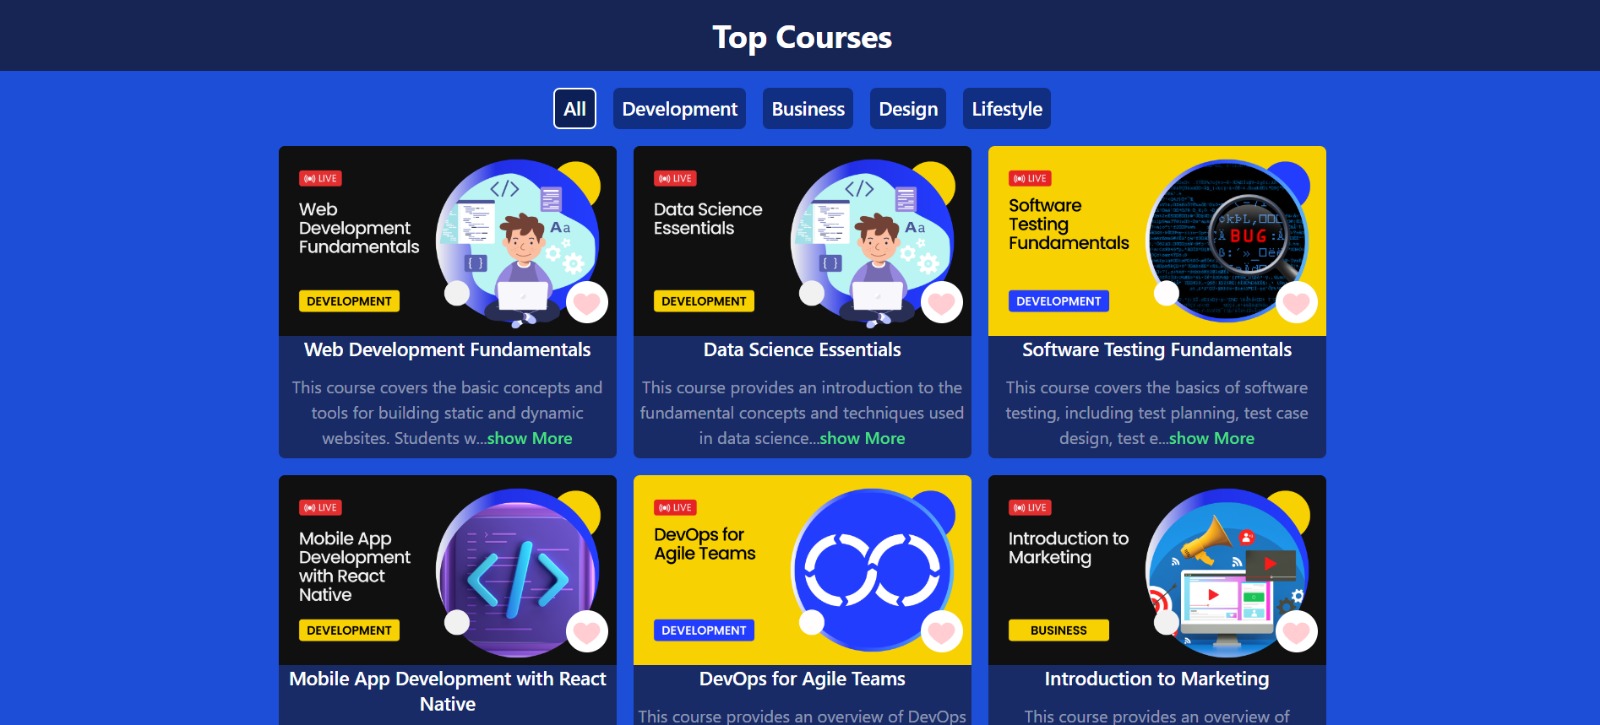 Top Courses
All Development Business Design Lifestyle
LIVE
Web
Development
Fundamentals
DEVELOPMENT
Aa
Web Development Fundamentals
This course covers the basic concepts and
tools for building static and dynamic
websites. Students w...show More
LIVE
Data Science
Essentials
DEVELOPMENT
Aa
Data Science Essentials
This course provides an introduction to the
fundamental concepts and techniques used
in data science...show More
LIVE
Software
Testing
Fundamentals
DEVELOPMENT
BUG
Software Testing Fundamentals
This course covers the basics of software
testing, including test planning, test case
design, test e...show More
LIVE
Mobile App
Development
with React
Native
DEVELOPMENT
</>
Mobile App Development with React
Native
LIVE
DevOps for
Agile Teams
DEVELOPMENT
DevOps for Agile Teams
This course provides an overview of DevOps
LIVE
Introduction to
Marketing
BUSINESS
Introduction to Marketing
This course provides an overview of